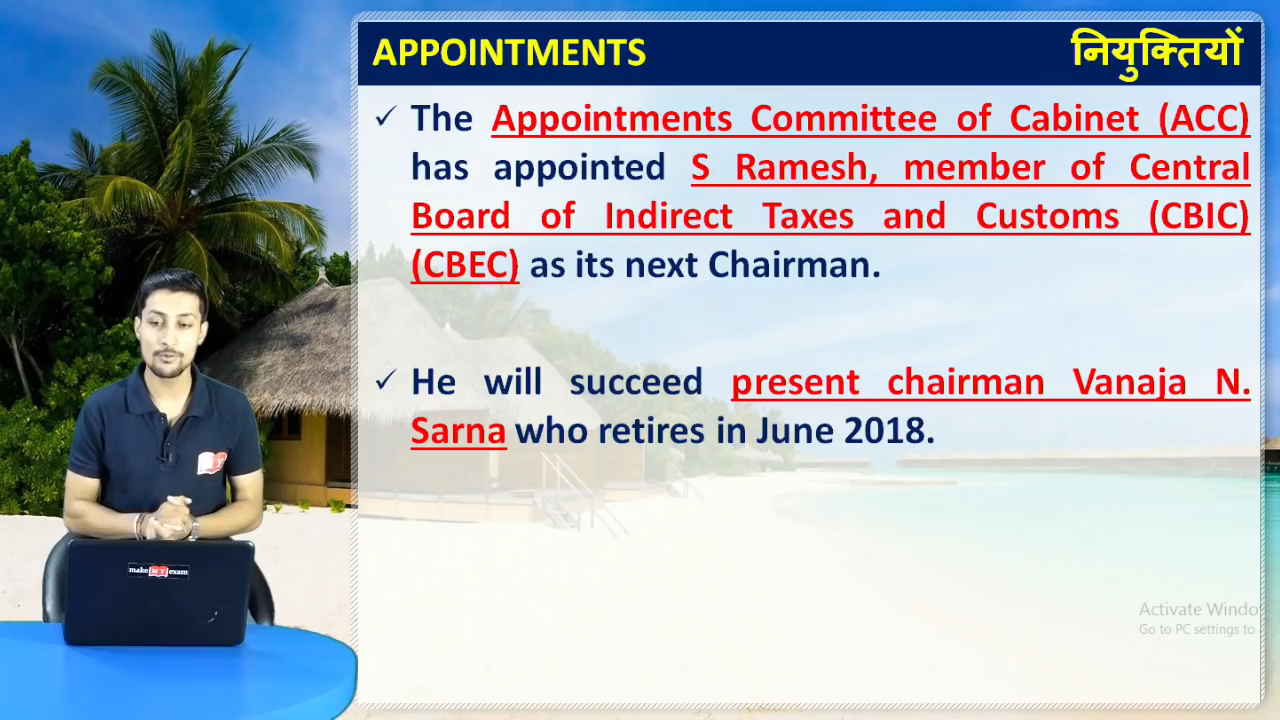 APPOINTMENTS
नियुक्तियों
✓ The Appointments Committee of Cabinet (ACC)
has appointed S Ramesh, member of Central
Board of Indirect Taxes and Customs (CBIC)
(CBEC) as its next Chairman.
✓ He will succeed present chairman Vanaja N.
Sarna who retires in June 2018.
make MY exam
Activate Windo
Go to PC settings to